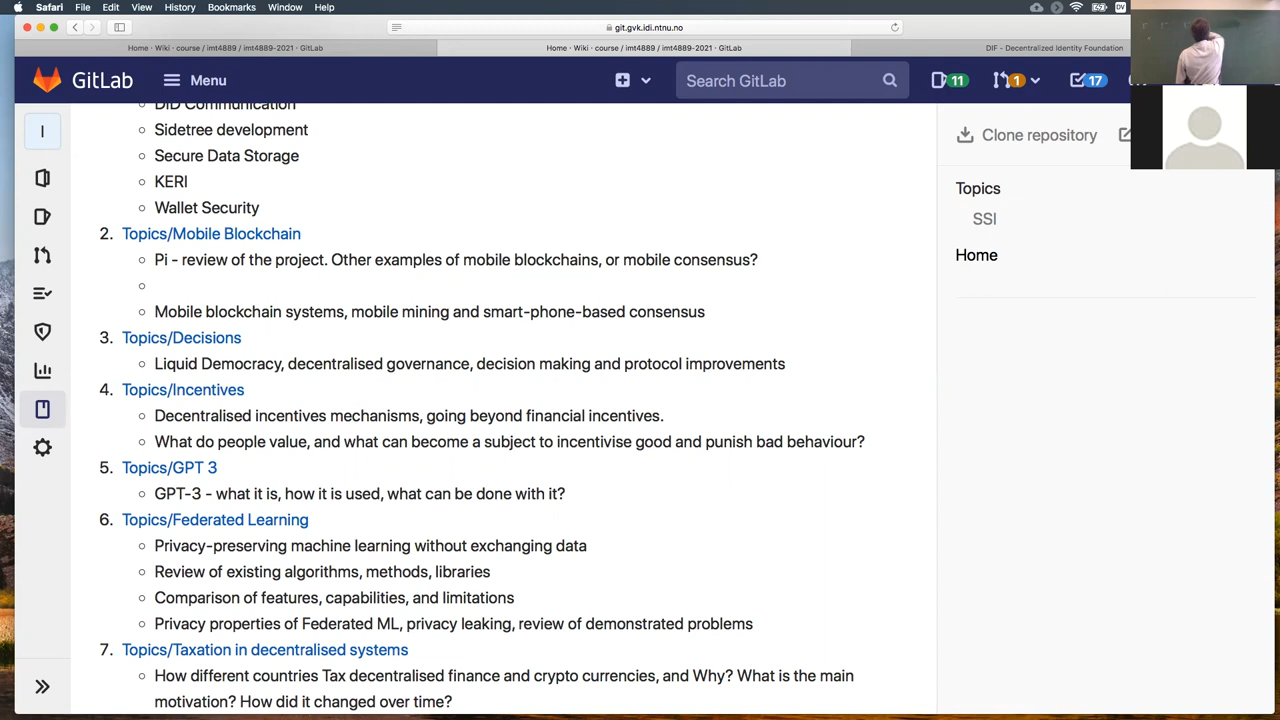 Safari File Edit View History Bookmarks Window Help
DV
git.gvk.idi.ntnu.no
Home · Wiki · course / imt4889 / imt4889-2021 · GitLab
Home · Wiki · course / imt4889 / imt4889-2021 · GitLab
DIF - Decentralized Identity Foundation
GitLab
Menu
Search GitLab
11
1
17
I
DID Communication
Sidetree development
Secure Data Storage
KERI
Wallet Security
2. Topics/Mobile Blockchain
Pi - review of the project. Other examples of mobile blockchains, or mobile consensus?
Mobile blockchain systems, mobile mining and smart-phone-based consensus
3. Topics/Decisions
Liquid Democracy, decentralised governance, decision making and protocol improvements
4. Topics/Incentives
Decentralised incentives mechanisms, going beyond financial incentives.
What do people value, and what can become a subject to incentivise good and punish bad behaviour?
5. Topics/GPT 3
GPT-3 - what it is, how it is used, what can be done with it?
6. Topics/Federated Learning
Privacy-preserving machine learning without exchanging data
Review of existing algorithms, methods, libraries
Comparison of features, capabilities, and limitations
Privacy properties of Federated ML, privacy leaking, review of demonstrated problems
7. Topics/Taxation in decentralised systems
How different countries Tax decentralised finance and crypto currencies, and Why? What is the main
motivation? How did it changed over time?
Clone repository
Topics
SSI
Home